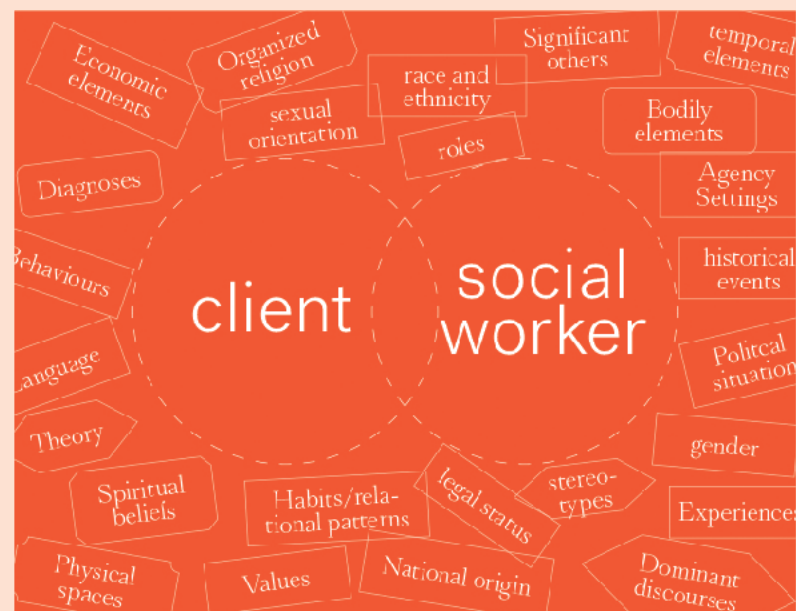 Economic
elements
Organized
religion
race and
ethnicity
Significant
others
temporal
elements
sexual
orientation
roles
Bodily
elements
Diagnoses
Agency
Settings
Behaviours
client
social
worker
historical
events
Language
Politcal
situation
Theory
gender
Spiritual
beliefs
Habits/rela-
tional patterns
legal status
stereo-
types
Experiences
Physical
spaces
Values
National origin
Dominant
discourses